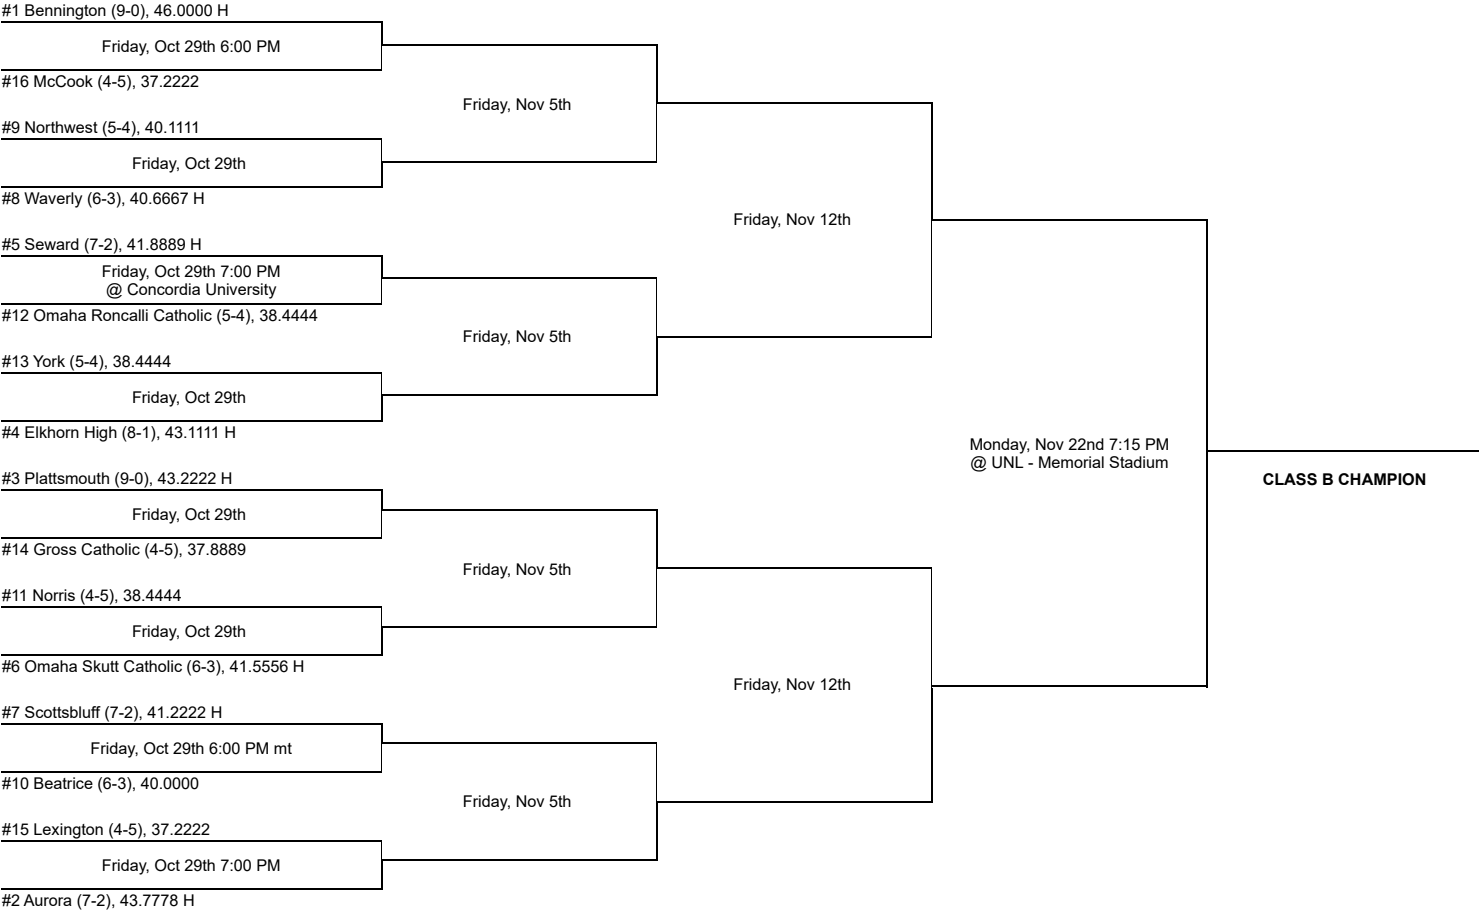 #1 Bennington (9-0), 46.0000 H
Friday, Oct 29th 6:00 PM
#16 McCook (4-5), 37.2222
Friday, Nov 5th
#9 Northwest (5-4), 40.1111
Friday, Oct 29th
#8 Waverly (6-3), 40.6667 H
Friday, Nov 12th
#5 Seward (7-2), 41.8889 H
Friday, Oct 29th 7:00 PM
@ Concordia University
#12 Omaha Roncalli Catholic (5-4), 38.4444
Friday, Nov 5th
#13 York (5-4), 38.4444
Friday, Oct 29th
#4 Elkhorn High (8-1), 43.1111 H
Monday, Nov 22nd 7:15 PM
@ UNL - Memorial Stadium
CLASS B CHAMPION
#3 Plattsmouth (9-0), 43.2222 H
Friday, Oct 29th
#14 Gross Catholic (4-5), 37.8889
Friday, Nov 5th
#11 Norris (4-5), 38.4444
Friday, Oct 29th
#6 Omaha Skutt Catholic (6-3), 41.5556 H
Friday, Nov 12th
#7 Scottsbluff (7-2), 41.2222 H
Friday, Oct 29th 6:00 PM mt
#10 Beatrice (6-3), 40.0000
Friday, Nov 5th
#15 Lexington (4-5), 37.2222
Friday, Oct 29th 7:00 PM
#2 Aurora (7-2), 43.7778 H